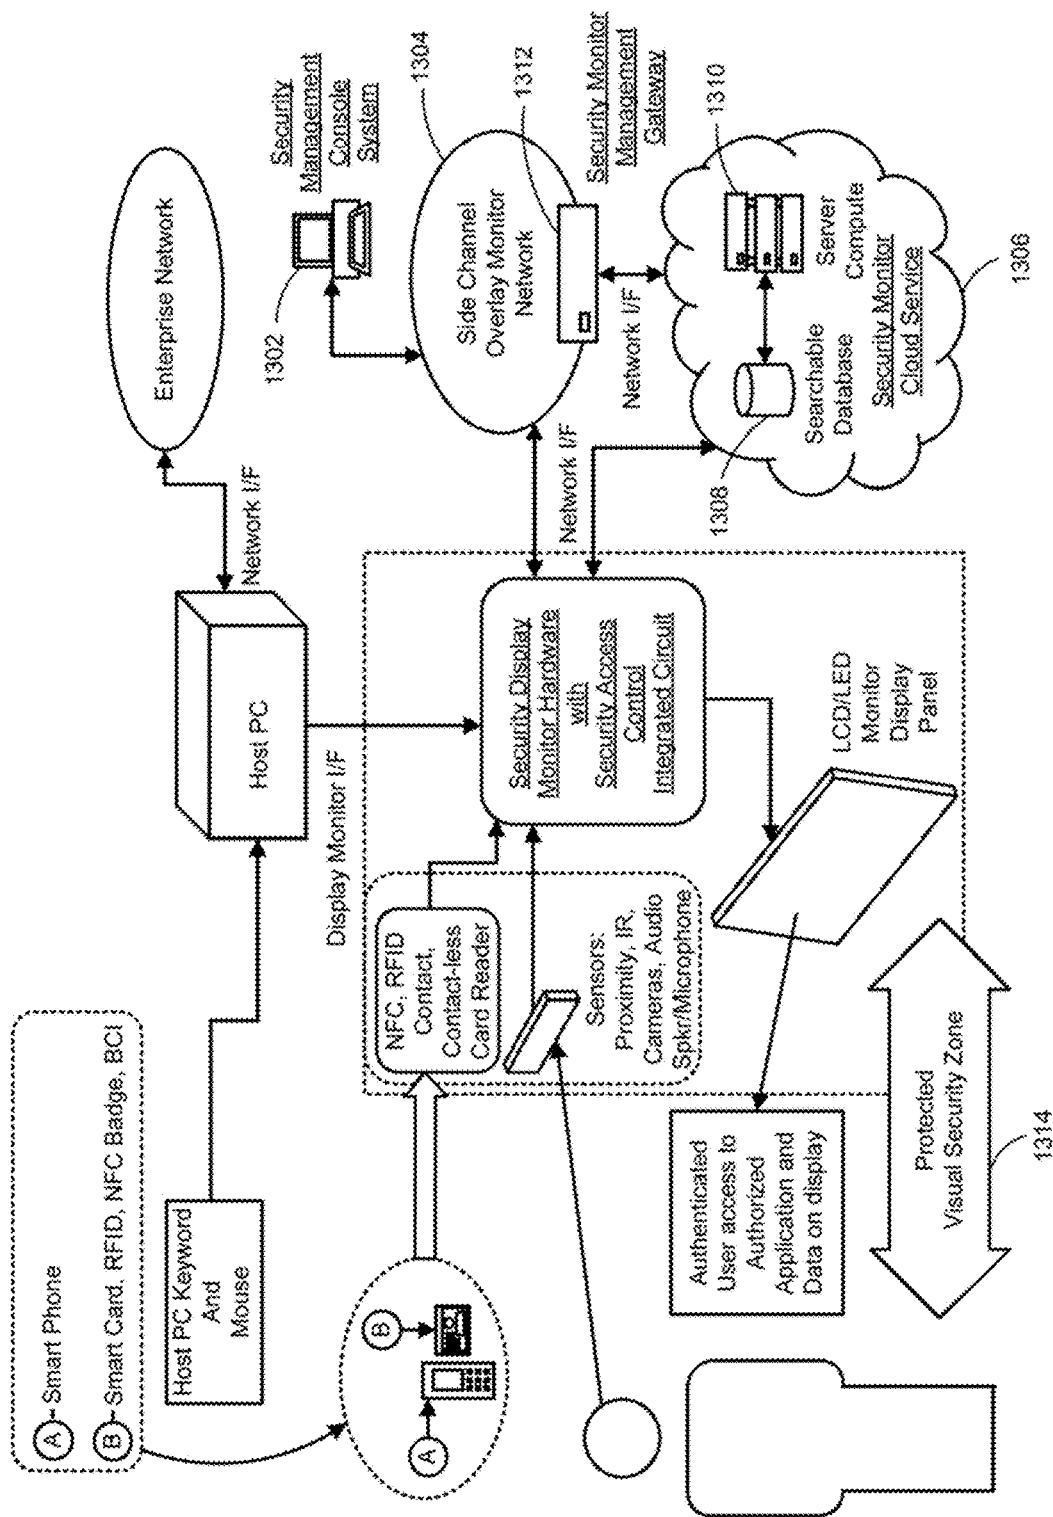 A
-Smart Phone
B
-Smart Card, RFID, NFC Badge, BCI
Host PC Keyword
And
Mouse
Host PC
Network I/F
Enterprise Network
Display Monitor I/F
1302
Security
Management
Console
System
1304
Side Channel
Overlay Monitor
Network
1312
Security Monitor
Management
Gateway
Network I/F
Network I/F
A
B
NFC, RFID
Contact,
Contact-less
Card Reader
Sensors:
Proximity, IR,
Cameras, Audio
Spkr/Microphone
Security Display
Monitor Hardware
with
Security Access
Control
Integrated Circuit
1308
Searchable
Database
1310
Server
Compute
Security Monitor
Cloud Service
1306
LCD/LED
Monitor
Display
Panel
Authenticated
User access to
Authorized
Application and
Data on display
Protected
Visual Security Zone
1314